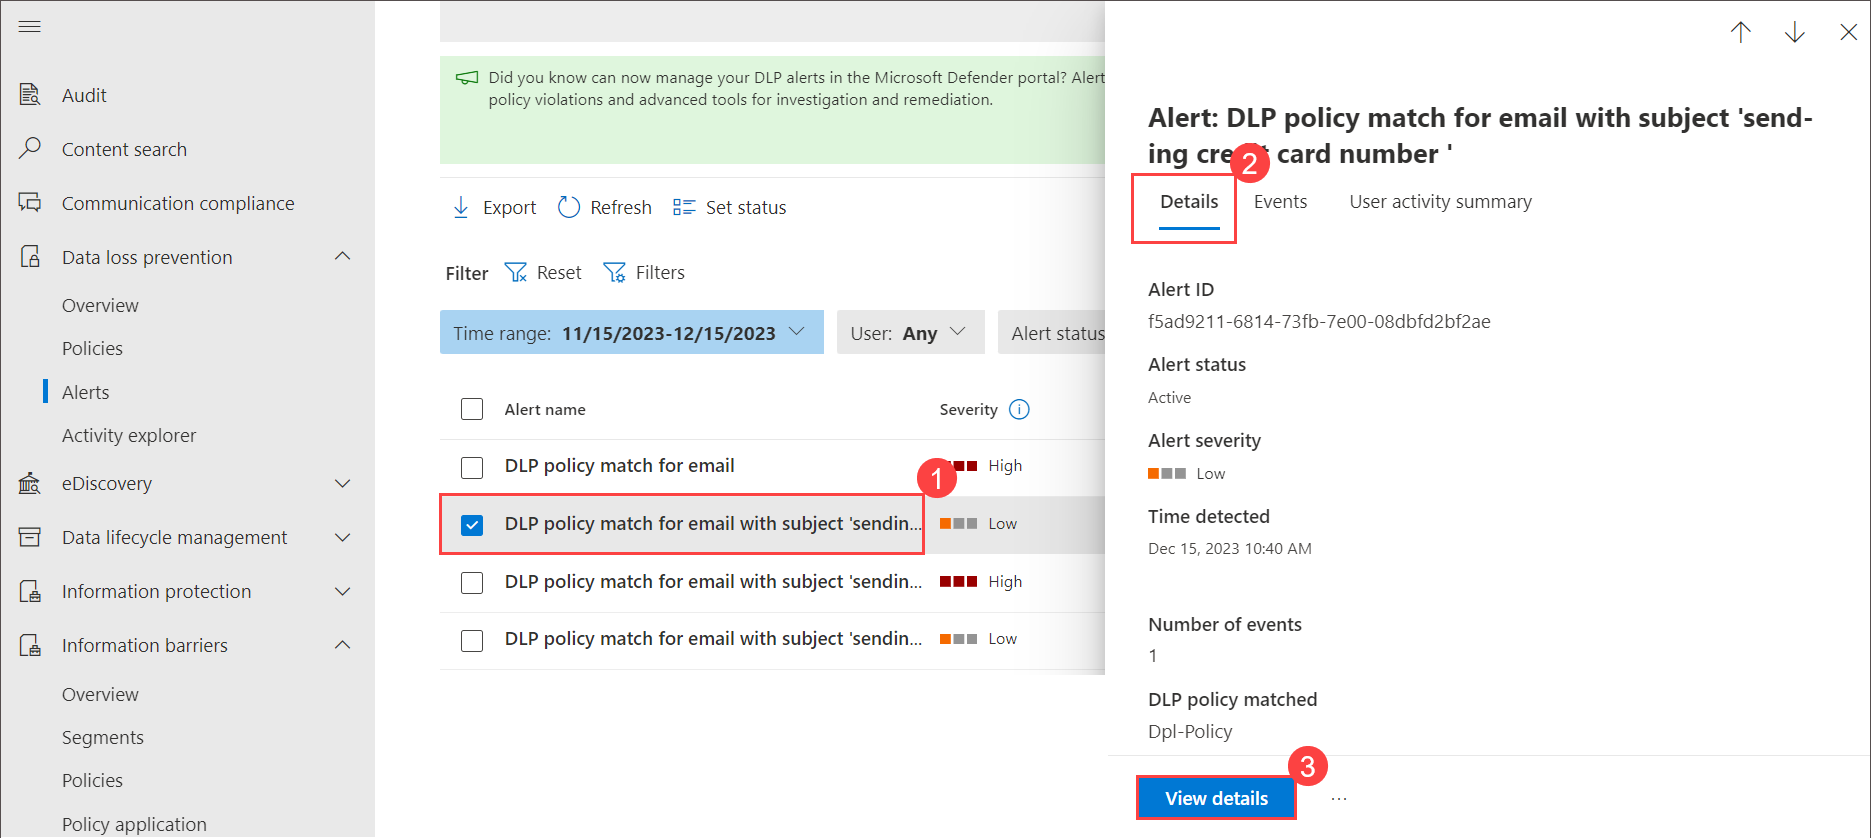 Audit
Content search
Communication compliance
Data loss prevention
Overview
Policies
Alerts
Activity explorer
eDiscovery
Data lifecycle management
Information protection
Information barriers
Overview
Segments
Policies
Policy application
Did you know can now manage your DLP alerts in the Microsoft Defender portal? Alert
policy violations and advanced tools for investigation and remediation.
Export Refresh Set status
Filter Reset Filters
Time range: 11/15/2023-12/15/2023 User: Any Alert status
Alert name Severity
DLP policy match for email High
1
DLP policy match for email with subject 'sendin... Low
DLP policy match for email with subject 'sendin... High
DLP policy match for email with subject 'sendin... Low
Alert: DLP policy match for email with subject 'send-
ing credit card number '
2
Details Events User activity summary
Alert ID
f5ad9211-6814-73fb-7e00-08dbfd2bf2ae
Alert status
Active
Alert severity
Low
Time detected
Dec 15, 2023 10:40 AM
Number of events
1
DLP policy matched
Dpl-Policy
3
View details ...